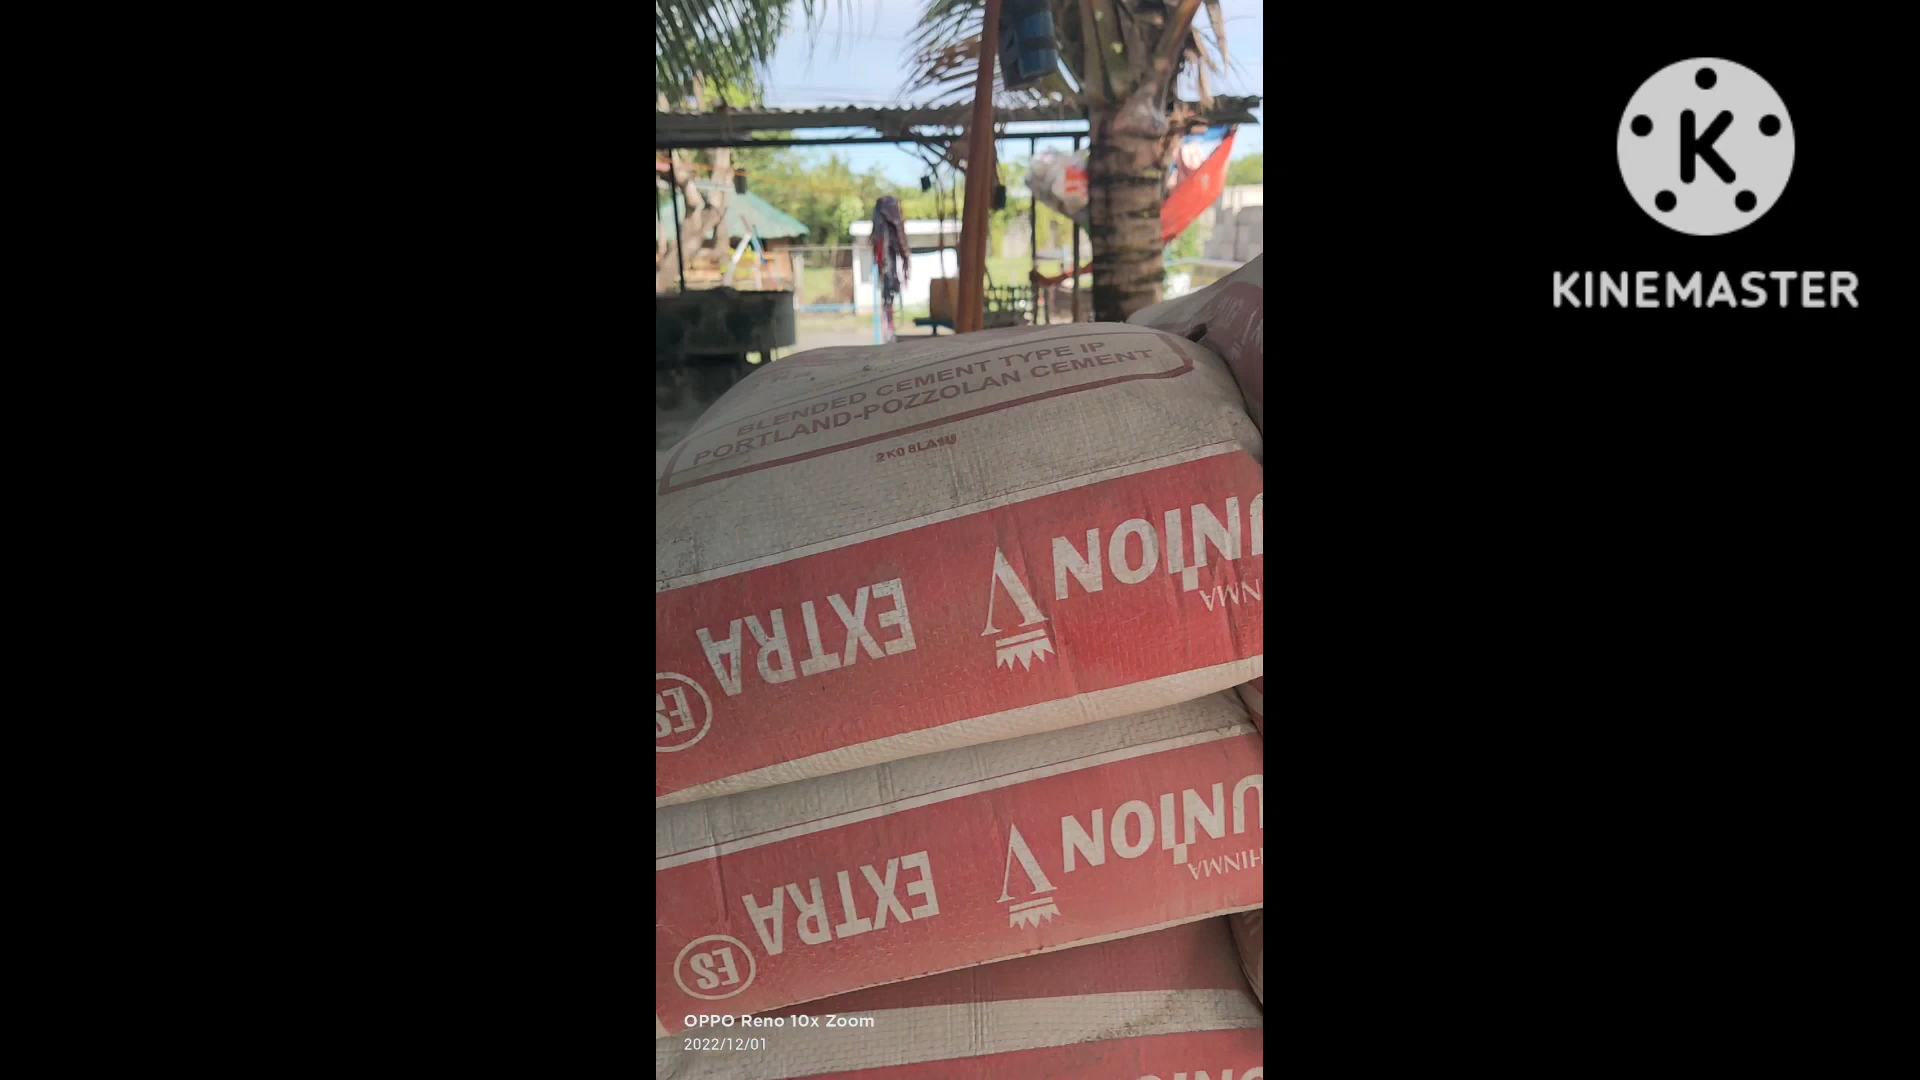 K
KINEMASTER
BLENDED CEMENT TYPE IP
PORTLAND-POZZOLAN CEMENT
UNION V EXTRA
ES
UNION V EXTRA
ES
OPPO Reno 10x Zoom
2022/12/01